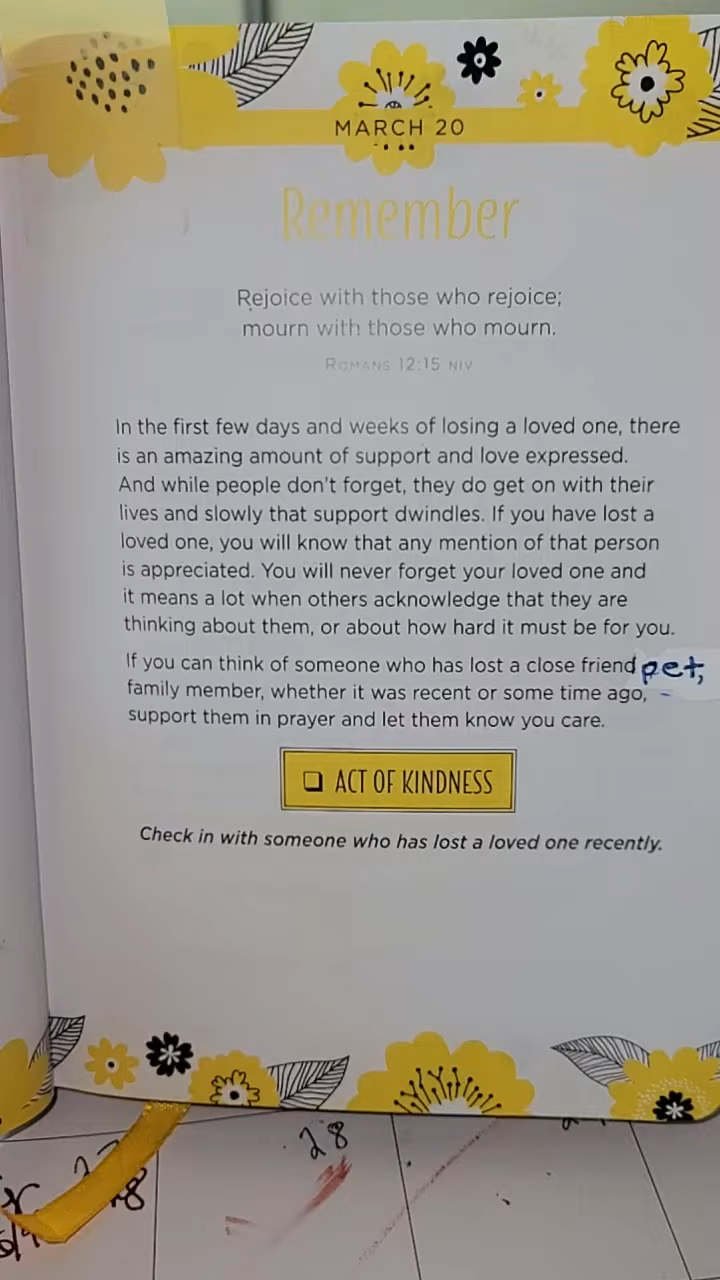 MARCH 20
Remember
Rejoice with those who rejoice;
mourn with those who mourn.
ROMANS 12:15 NIV
In the first few days and weeks of losing a loved one, there
is an amazing amount of support and love expressed.
And while people don't forget, they do get on with their
lives and slowly that support dwindles. If you have lost a
loved one, you will know that any mention of that person
is appreciated. You will never forget your loved one and
it means a lot when others acknowledge that they are
thinking about them, or about how hard it must be for you.
If you can think of someone who has lost a close friend pet,
family member, whether it was recent or some time ago,
support them in prayer and let them know you care.
❏ ACT OF KINDNESS
Check in with someone who has lost a loved one recently.
28